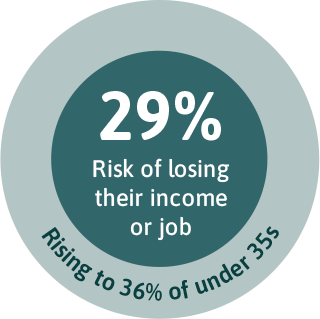 29%
Risk of losing
their income
or job
Rising to 36% of under 35s